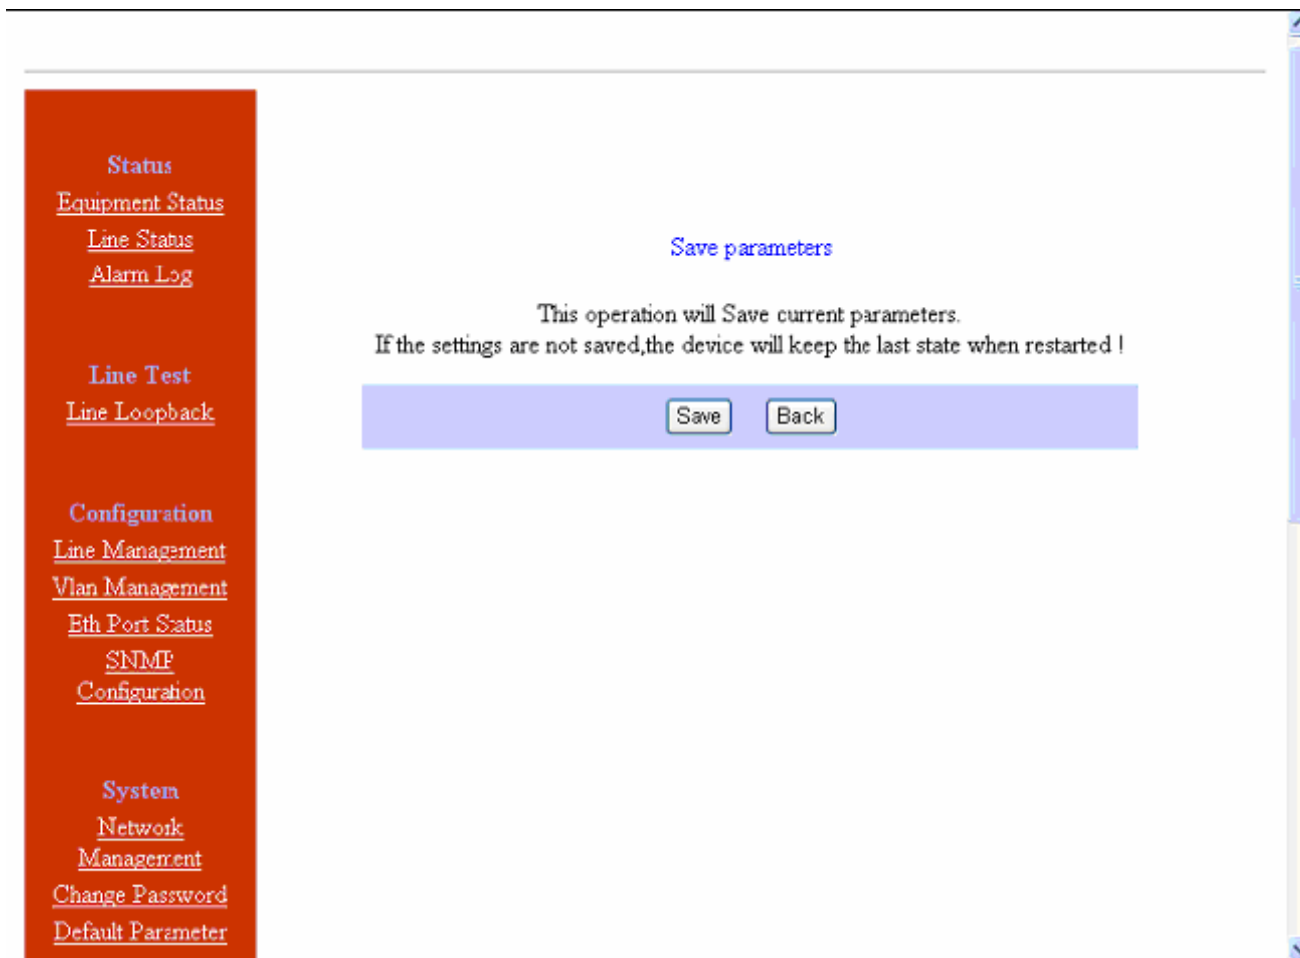 Status
Equipment Status
Line Status
Alarm Log
Line Test
Line Loopback
Configuration
Line Management
Vlan Management
Eth Port Status
SNMP
Configuration
System
Network
Management
Change Password
Default Parameter
Save parameters
This operation will Save current parameters.
If the settings are not saved,the device will keep the last state when restarted !
Save Back